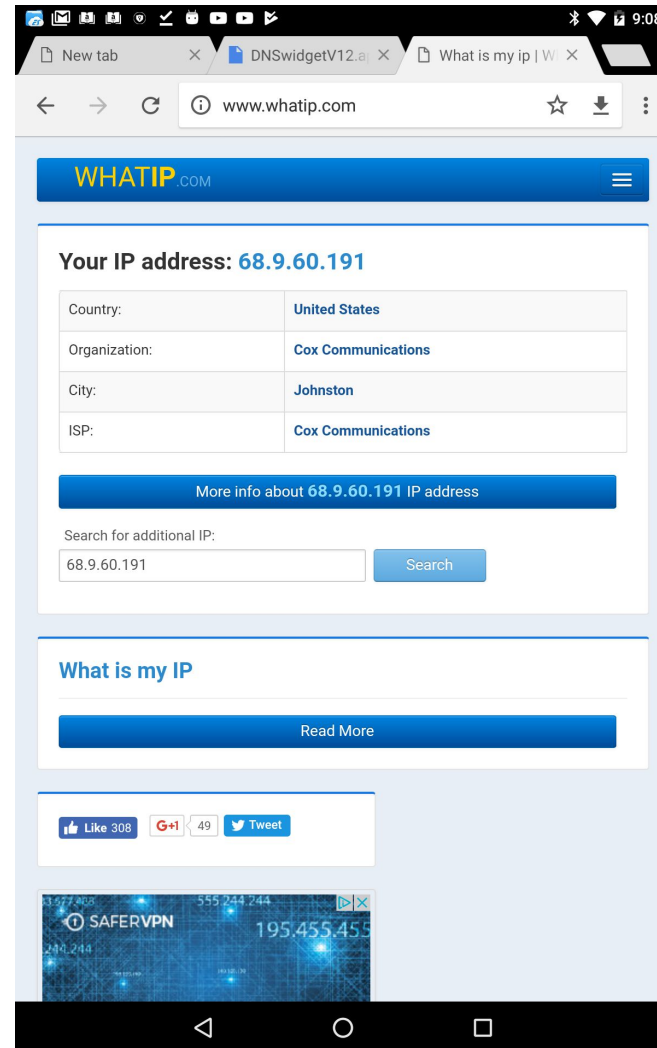 9:08
New tab
DNSwidgetV12.a
What is my ip | W
www.whatip.com
WHATIP.COM
Your IP address: 68.9.60.191
Country: United States
Organization: Cox Communications
City: Johnston
ISP: Cox Communications
More info about 68.9.60.191 IP address
Search for additional IP:
68.9.60.191 Search
What is my IP
Read More
Like 308 G+1 49 Tweet
555.244.244
SAFERVPN
195.455.455
244.244